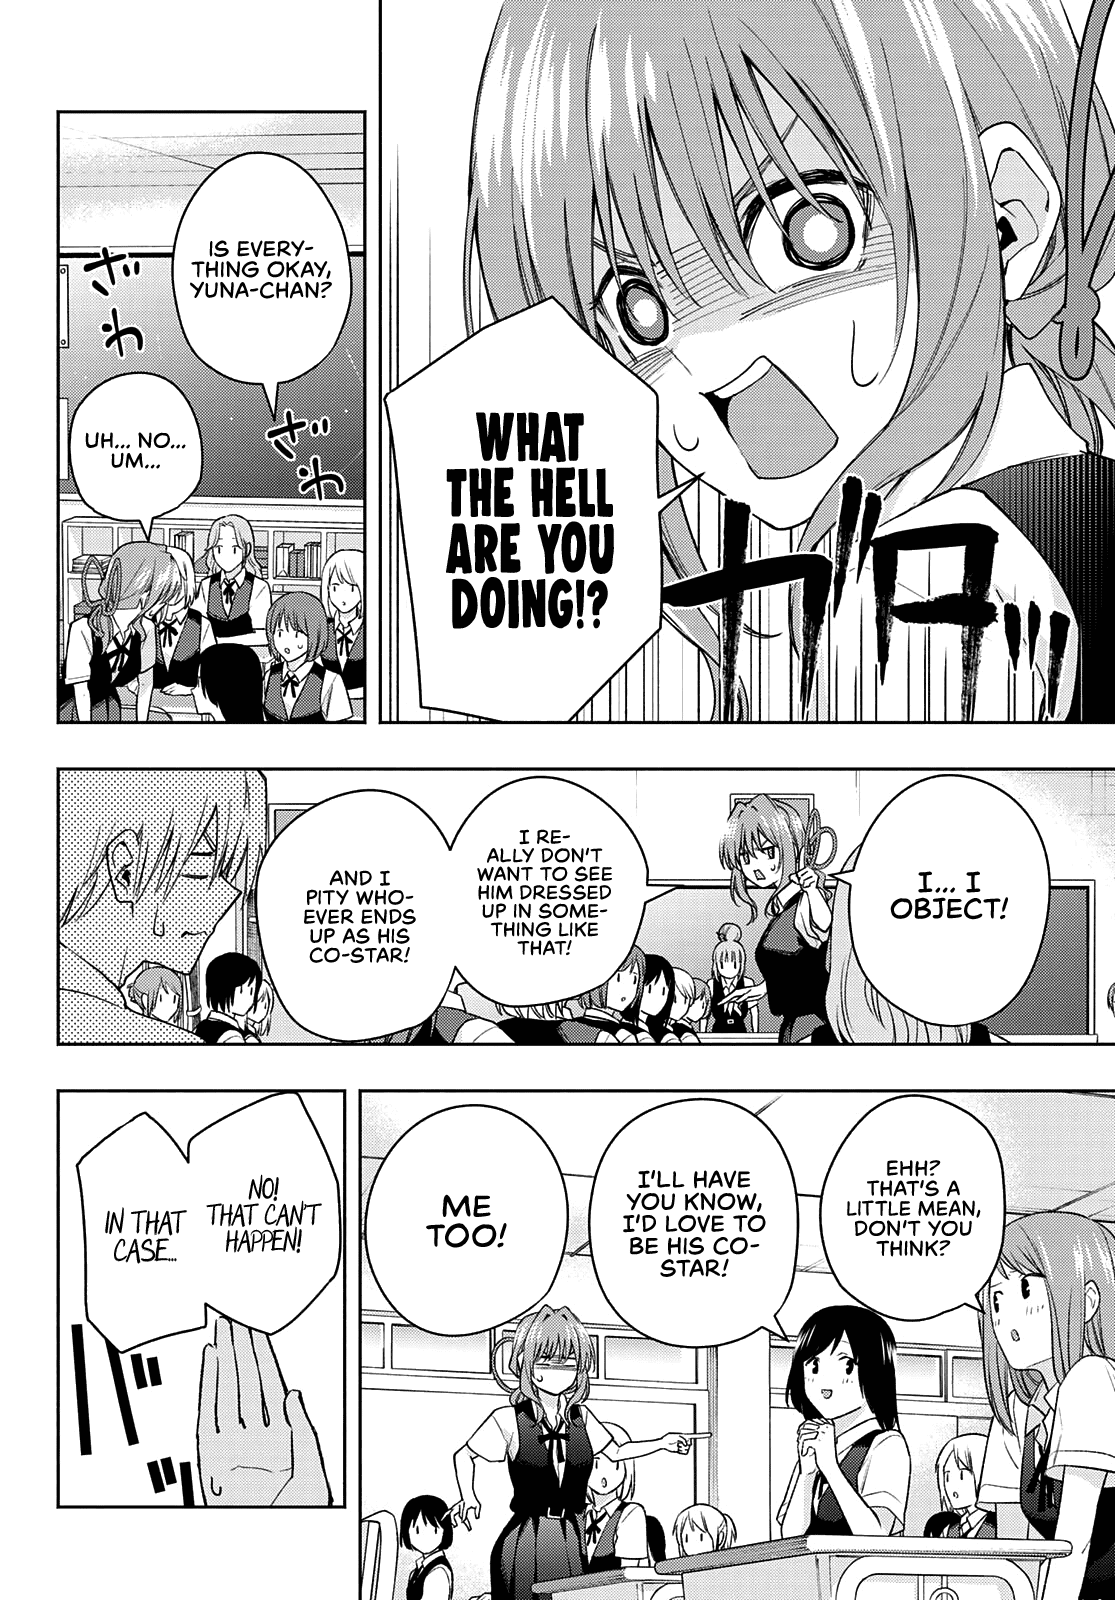 WHAT
THE HELL
ARE YOU
DOING!?
ギロッ
IS EVERY-
THING OKAY,
YUNA-CHAN?
UH... NO...
UM...
ざわ
ざわ
I... I
OBJECT!
I RE-
ALLY DON'T
WANT TO SEE
HIM DRESSED
UP IN SOME-
THING LIKE
THAT!
AND I
PITY WHO-
EVER ENDS
UP AS HIS
CO-STAR!
EHH?
THAT'S A
LITTLE MEAN,
DON'T YOU
THINK?
I'LL HAVE
YOU KNOW,
I'D LOVE TO
BE HIS CO-
STAR!
ME
TOO!
NO!
THAT CAN'T
HAPPEN!
IN THAT
CASE...